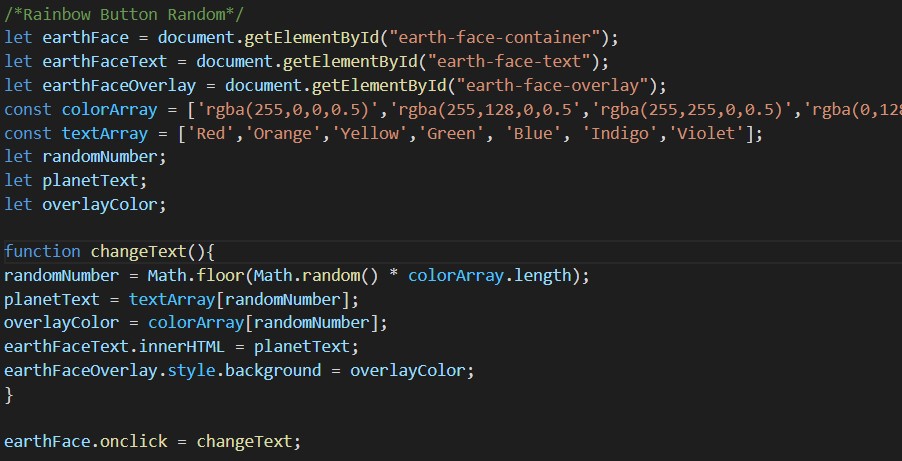 /*Rainbow Button Random*/
let earthFace = document.getElementById("earth-face-container");
let earthFaceText = document.getElementById("earth-face-text");
let earthFaceOverlay = document.getElementById("earth-face-overlay");
const colorArray = ['rgba(255,0,0,0.5)','rgba(255,128,0,0.5','rgba(255,255,0,0.5)','rgba(0,128
const textArray = ['Red','Orange','Yellow','Green', 'Blue', 'Indigo','Violet'];
let randomNumber;
let planetText;
let overlayColor;
function changeText(){
randomNumber = Math.floor(Math.random() * colorArray.length);
planetText = textArray[randomNumber];
overlayColor = colorArray[randomNumber];
earthFaceText.innerHTML = planetText;
earthFaceOverlay.style.background = overlayColor;
}
earthFace.onclick = changeText;